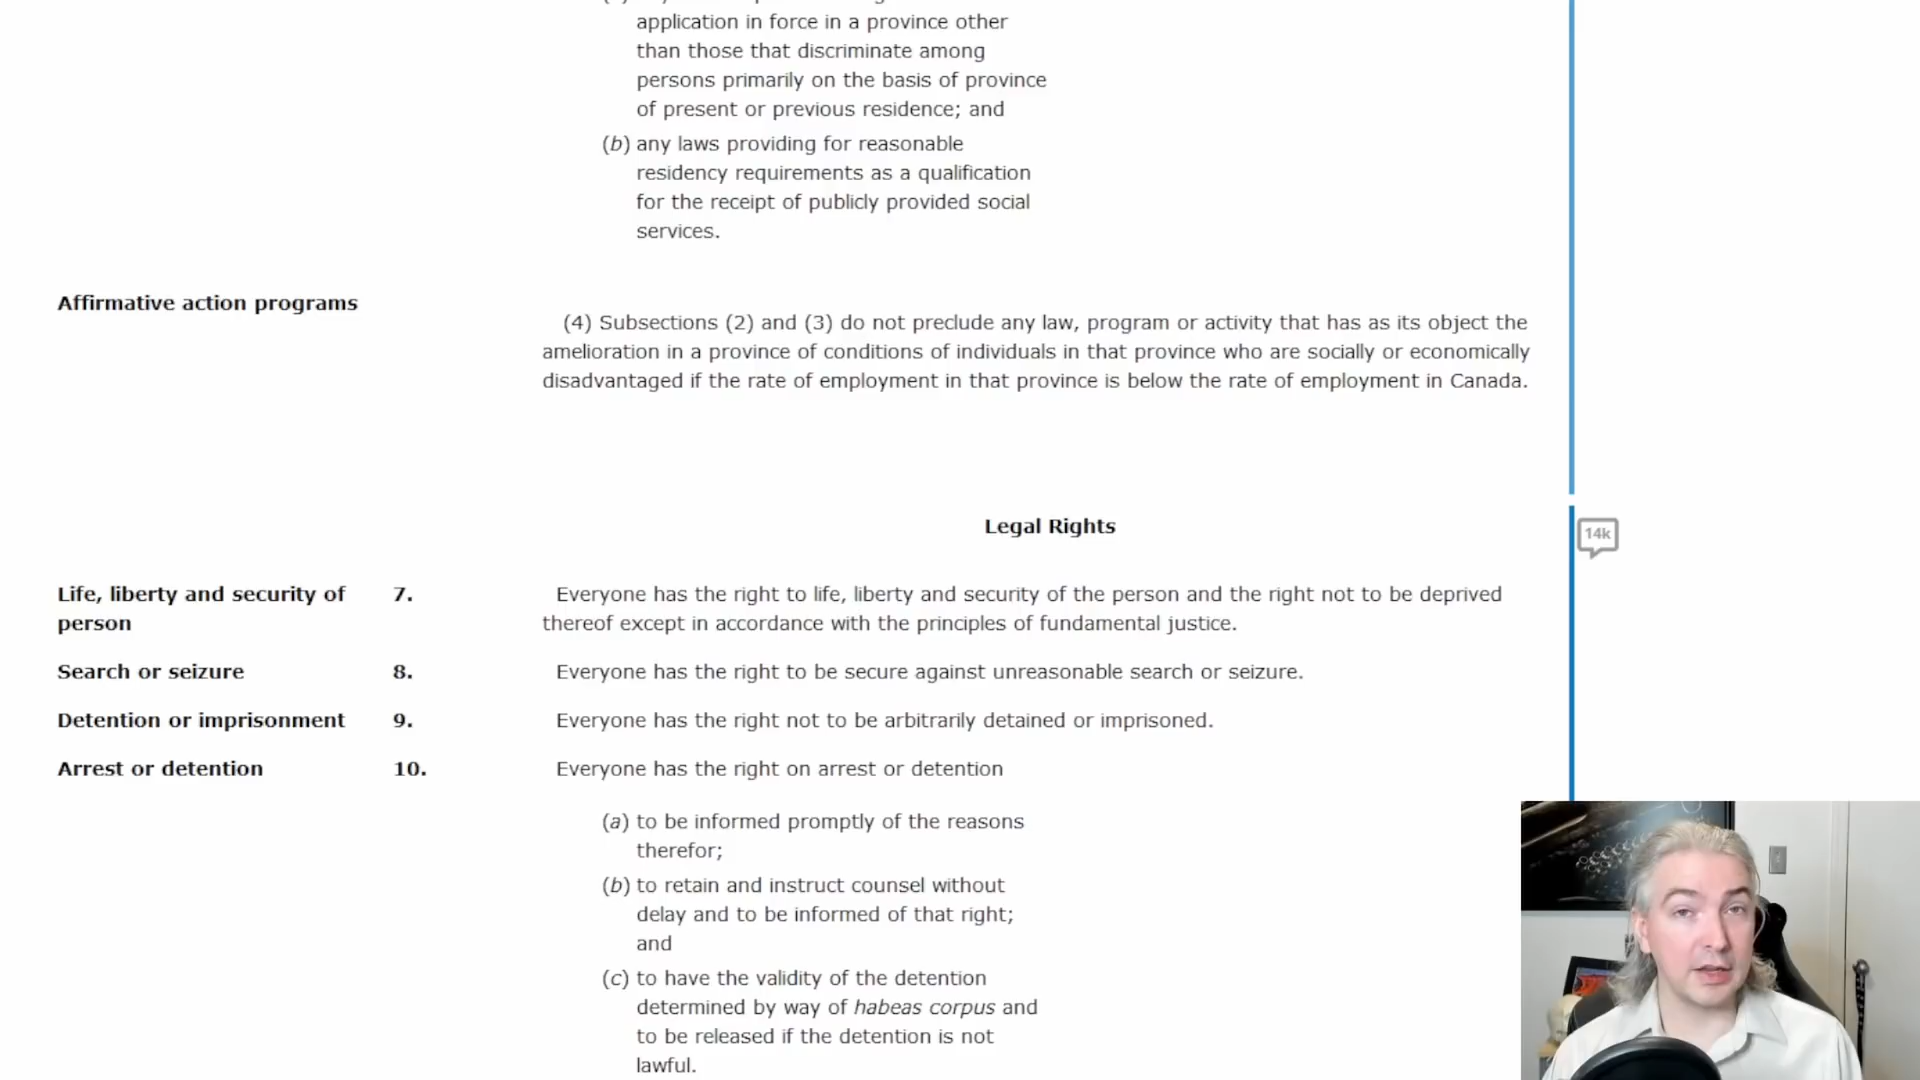 application in force in a province other
than those that discriminate among
persons primarily on the basis of province
of present or previous residence; and
(b) any laws providing for reasonable
residency requirements as a qualification
for the receipt of publicly provided social
services.
Affirmative action programs
(4) Subsections (2) and (3) do not preclude any law, program or activity that has as its object the
amelioration in a province of conditions of individuals in that province who are socially or economically
disadvantaged if the rate of employment in that province is below the rate of employment in Canada.
Legal Rights
14k
Life, liberty and security of
person
7.
Everyone has the right to life, liberty and security of the person and the right not to be deprived
thereof except in accordance with the principles of fundamental justice.
Search or seizure 8. Everyone has the right to be secure against unreasonable search or seizure.
Detention or imprisonment 9. Everyone has the right not to be arbitrarily detained or imprisoned.
Arrest or detention 10. Everyone has the right on arrest or detention
(a) to be informed promptly of the reasons
therefor;
(b) to retain and instruct counsel without
delay and to be informed of that right;
and
(c) to have the validity of the detention
determined by way of habeas corpus and
to be released if the detention is not
lawful.